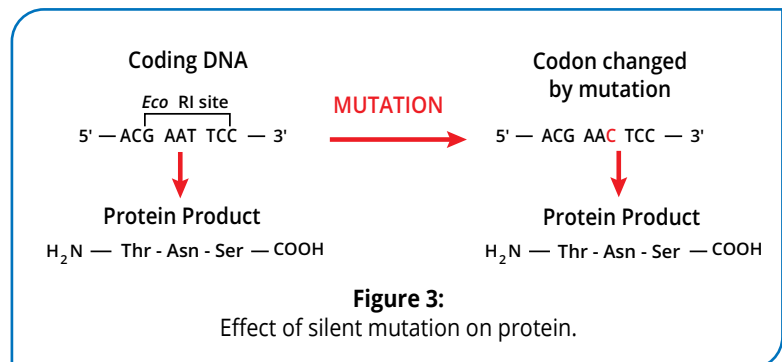 Coding DNA
Eco RI site
5' — ACG AAT TCC — 3'
Protein Product
H₂N — Thr - Asn - Ser — COOH
MUTATION
Codon changed
by mutation
5' — ACG AAC TCC — 3'
Protein Product
H₂N — Thr - Asn - Ser — COOH
Figure 3:
Effect of silent mutation on protein.